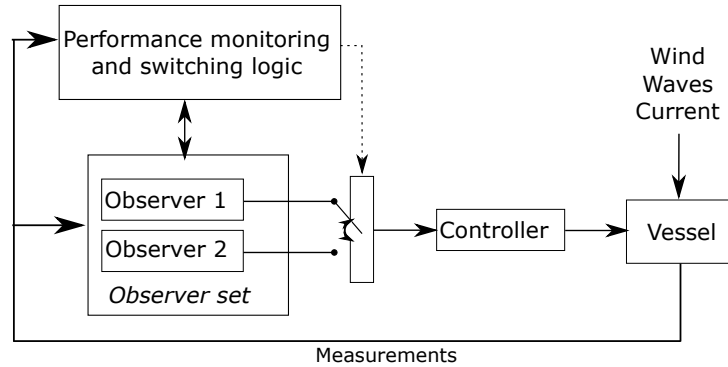 Performance monitoring
and switching logic
Wind
Waves
Current
Observer 1
Observer 2
Observer set
Controller
Vessel
Measurements